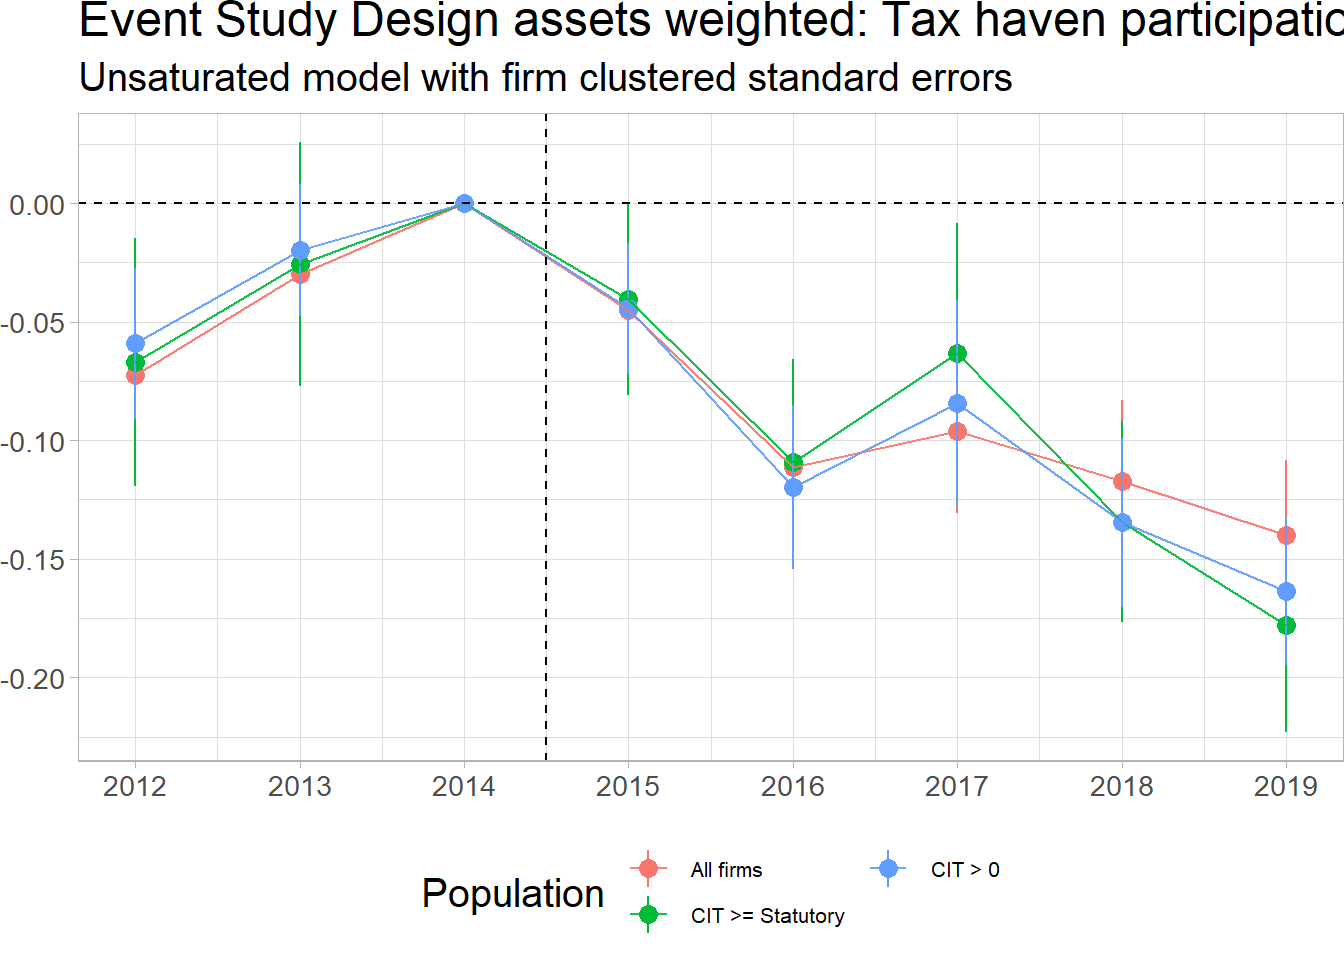 Event Study Design assets weighted: Tax haven participatio
Unsaturated model with firm clustered standard errors
0.00
-0.05
-0.10
-0.15
-0.20
2012 2013 2014 2015 2016 2017 2018 2019
Population
All firms
CIT > 0
CIT >= Statutory